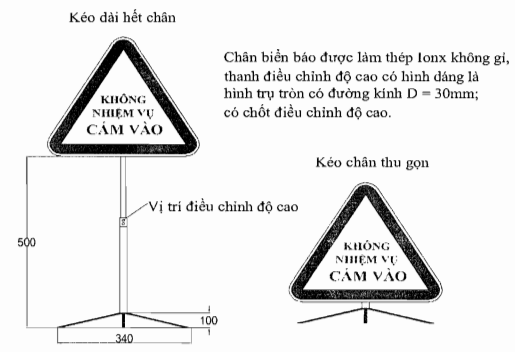 Kéo dài hết chân
KHÔNG
NHIỆM VỤ
CẤM VÀO
Chân biển báo được làm thép Ionx không gỉ,
thanh điều chỉnh độ cao có hình dáng là
hình trụ tròn có đường kính D = 30mm;
có chốt điều chỉnh độ cao.
Vị trí điều chỉnh độ cao
500
100
340
Kéo chân thu gọn
KHÔNG
NHIỆM VỤ
CẤM VÀO